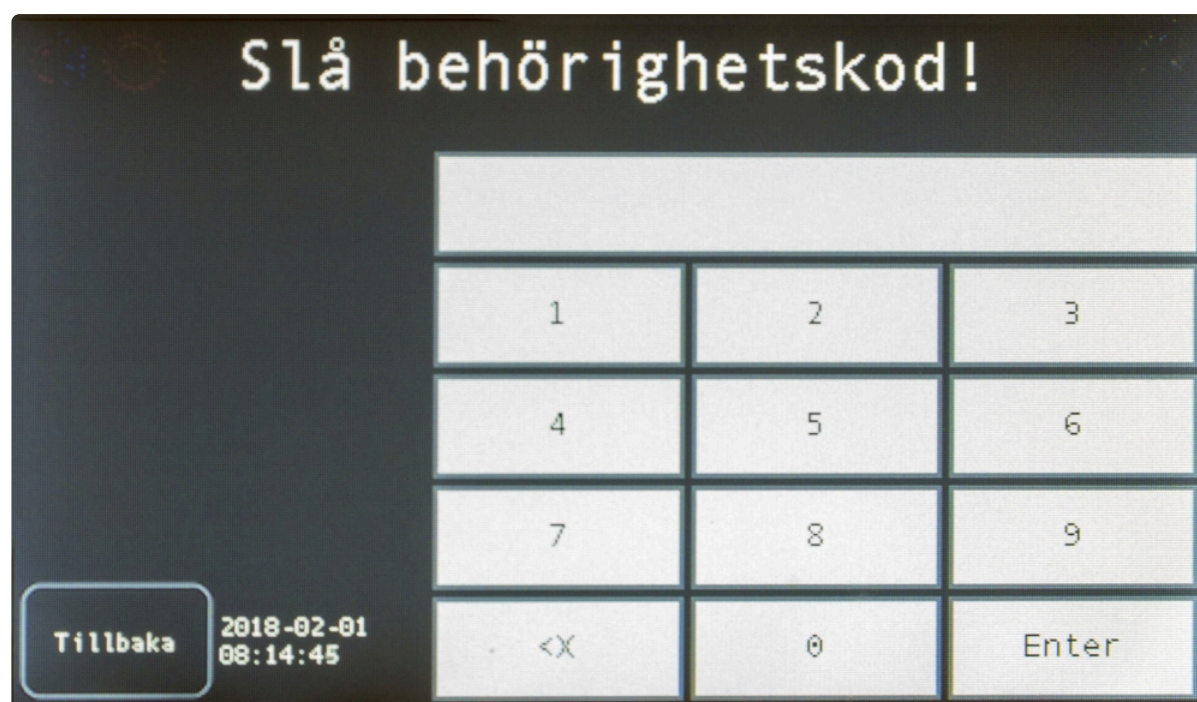 Slå behörighetskod!
1 2 3
4 5 6
7 8 9
Tillbaka
2018-02-01
08:14:45
<X 0 Enter